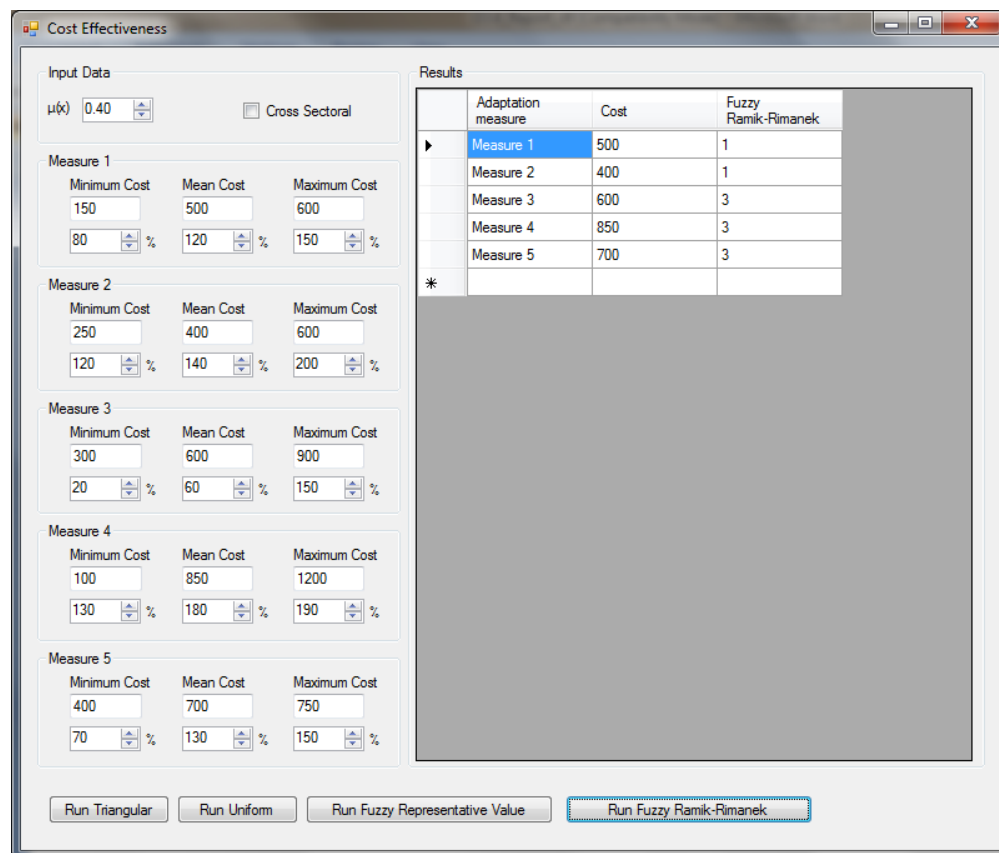 Cost Effectiveness
Input Data
μ(x) 0.40 Cross Sectoral
Measure 1
Minimum Cost Mean Cost Maximum Cost
150 500 600
80 % 120 % 150 %
Measure 2
Minimum Cost Mean Cost Maximum Cost
250 400 600
120 % 140 % 200 %
Measure 3
Minimum Cost Mean Cost Maximum Cost
300 600 900
20 % 60 % 150 %
Measure 4
Minimum Cost Mean Cost Maximum Cost
100 850 1200
130 % 180 % 190 %
Measure 5
Minimum Cost Mean Cost Maximum Cost
400 700 750
70 % 130 % 150 %
Results
Adaptation measure Cost Fuzzy Ramik-Rimanek
Measure 1 500 1
Measure 2 400 1
Measure 3 600 3
Measure 4 850 3
Measure 5 700 3
Run Triangular Run Uniform Run Fuzzy Representative Value Run Fuzzy Ramik-Rimanek